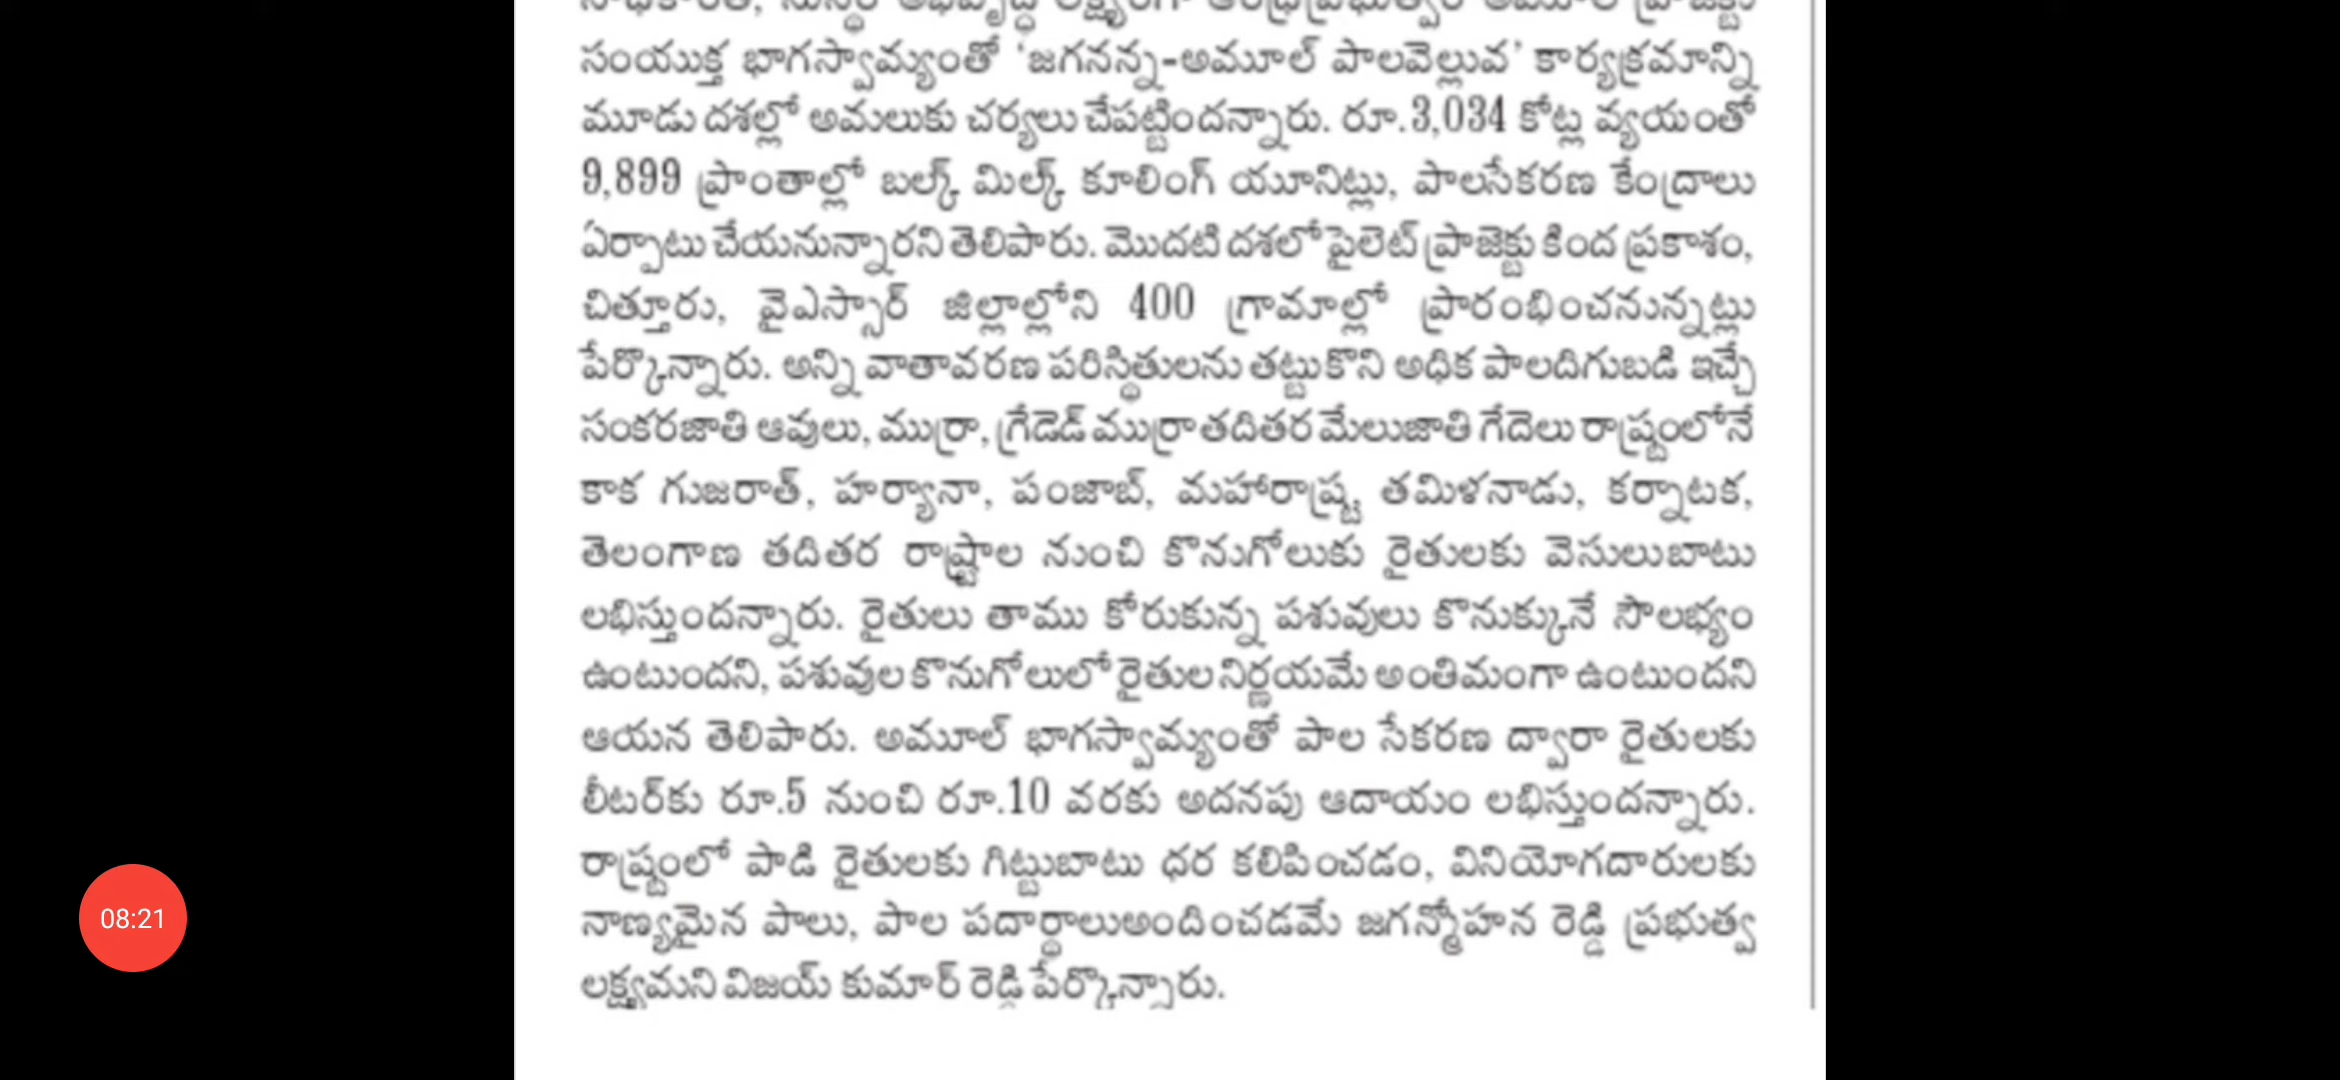 సంయుక్త భాగస్వామ్యంతో 'జగనన్న-అమూల్ పాలవెల్లువ' కార్యక్రమాన్ని
మూడు దశల్లో అమలుకు చర్యలు చేపట్టిందన్నారు. రూ.3,034 కోట్ల వ్యయంతో
9,899 ప్రాంతాల్లో బల్క్ మిల్క్ కూలింగ్ యూనిట్లు, పాలసేకరణ కేంద్రాలు
ఏర్పాటు చేయనున్నారని తెలిపారు. మొదటి దశలో పైలెట్ ప్రాజెక్టు కింద ప్రకాశం,
చిత్తూరు, వైఎస్సార్ జిల్లాల్లోని 400 గ్రామాల్లో ప్రారంభించనున్నట్లు
పేర్కొన్నారు. అన్ని వాతావరణ పరిస్థితులను తట్టుకొని అధిక పాలదిగుబడి ఇచ్చే
సంకరజాతి ఆవులు, ముర్రా, గ్రేడెడ్ ముర్రా తదితర మేలుజాతి గేదెలు రాష్ట్రంలోనే
కాక గుజరాత్, హర్యానా, పంజాబ్, మహారాష్ట్ర తమిళనాడు, కర్నాటక,
తెలంగాణ తదితర రాష్ట్రాల నుంచి కొనుగోలుకు రైతులకు వెసులుబాటు
లభిస్తుందన్నారు. రైతులు తాము కోరుకున్న పశువులు కొనుక్కునే సౌలభ్యం
ఉంటుందని, పశువుల కొనుగోలులో రైతుల నిర్ణయమే అంతిమంగా ఉంటుందని
ఆయన తెలిపారు. అమూల్ భాగస్వామ్యంతో పాల సేకరణ ద్వారా రైతులకు
లీటర్‌కు రూ.5 నుంచి రూ.10 వరకు అదనపు ఆదాయం లభిస్తుందన్నారు.
రాష్ట్రంలో పాడి రైతులకు గిట్టుబాటు ధర కలిపించడం, వినియోగదారులకు
నాణ్యమైన పాలు, పాల పదార్థాలుఅందించడమే జగన్మోహన రెడ్డి ప్రభుత్వ
లక్ష్యమని విజయ్ కుమార్ రెడ్డి పేర్కొన్నారు.
08:21